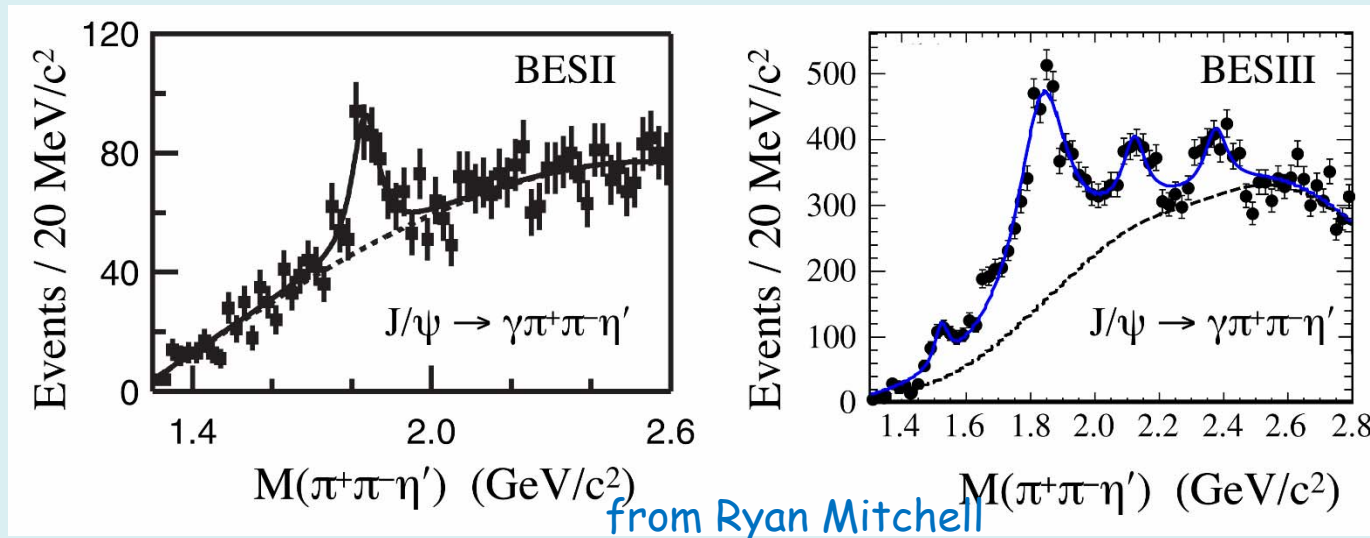 120
80
40
0
Events / 20 MeV/c²
BESII
J/ψ → γπ⁺π⁻η′
1.4 2.0 2.6
M(π⁺π⁻η′) (GeV/c²)
500
400
300
200
100
0
Events / 20 MeV/c²
BESIII
J/ψ → γπ⁺π⁻η′
1.4 1.6 1.8 2.0 2.2 2.4 2.6 2.8
M(π⁺π⁻η′) (GeV/c²)
from Ryan Mitchell